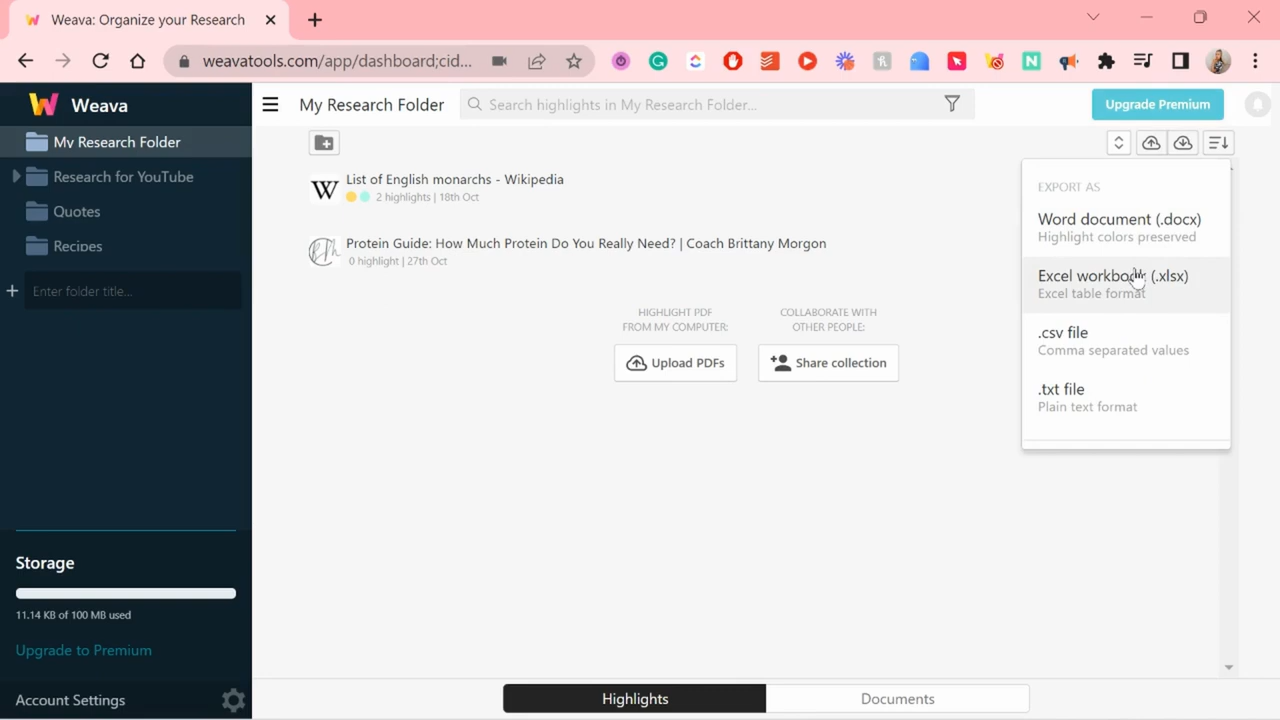 Weava: Organize your Research
weavatools.com/app/dashboard;cid...
Weava
My Research Folder
Search highlights in My Research Folder...
Upgrade Premium
My Research Folder
Research for YouTube
Quotes
Recipes
Enter folder title...
W
List of English monarchs - Wikipedia
2 highlights | 18th Oct
Protein Guide: How Much Protein Do You Really Need? | Coach Brittany Morgon
0 highlight | 27th Oct
HIGHLIGHT PDF
FROM MY COMPUTER:
Upload PDFs
COLLABORATE WITH
OTHER PEOPLE:
Share collection
EXPORT AS
Word document (.docx)
Highlight colors preserved
Excel workbook (.xlsx)
Excel table format
.csv file
Comma separated values
.txt file
Plain text format
Storage
11.14 KB of 100 MB used
Upgrade to Premium
Account Settings
Highlights
Documents